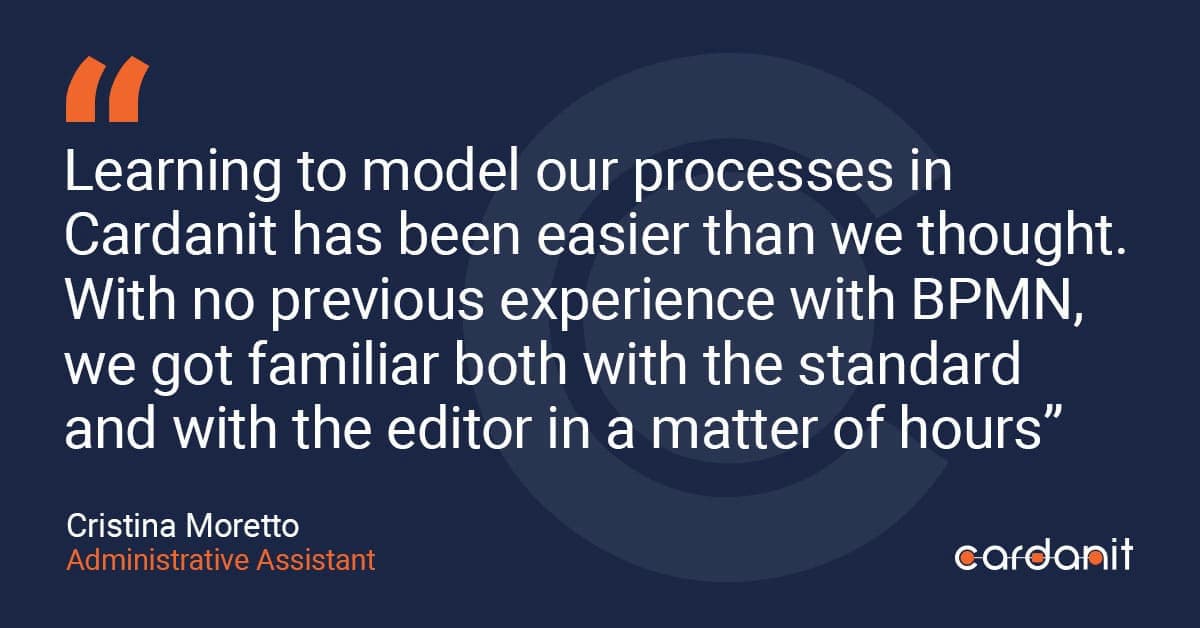 “
Learning to model our processes in
Cardanit has been easier than we thought.
With no previous experience with BPMN,
we got familiar both with the standard
and with the editor in a matter of hours”
Cristina Moretto
Administrative Assistant
cardanit